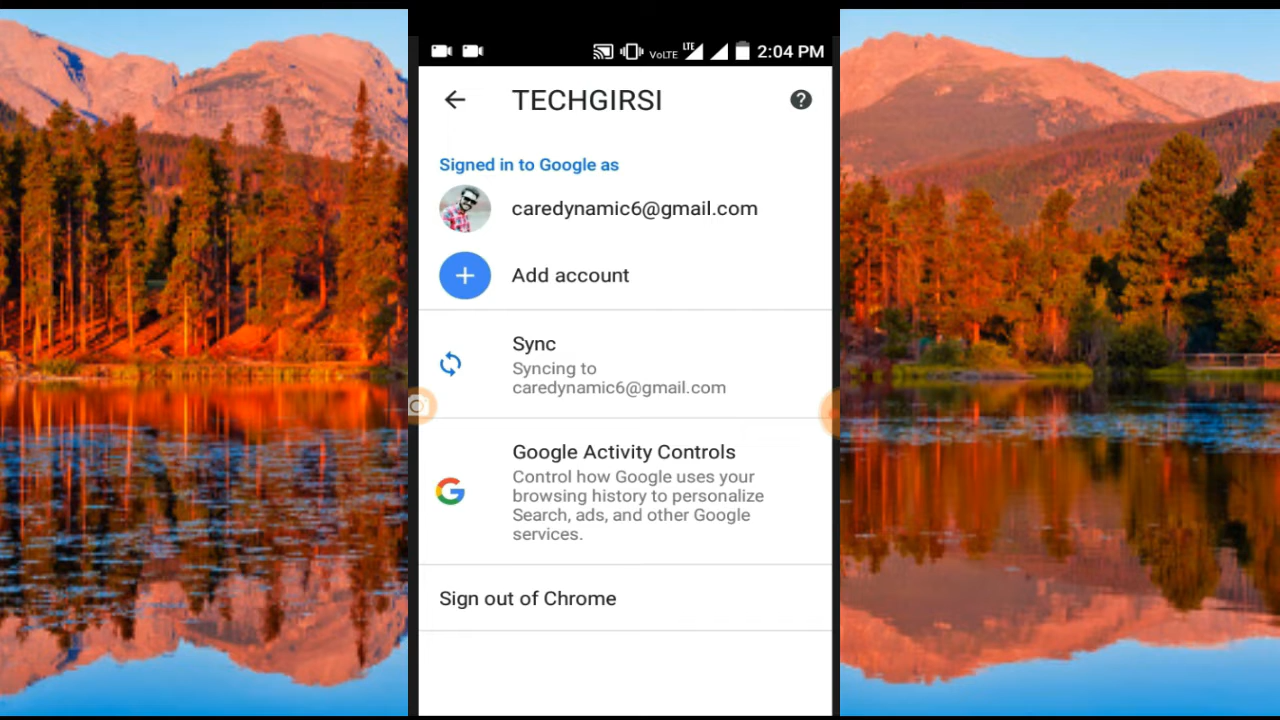 VoLTE LTE 2:04 PM
TECHGIRSI
Signed in to Google as
caredynamic6@gmail.com
Add account
Sync
Syncing to
caredynamic6@gmail.com
Google Activity Controls
Control how Google uses your
browsing history to personalize
Search, ads, and other Google
services.
Sign out of Chrome